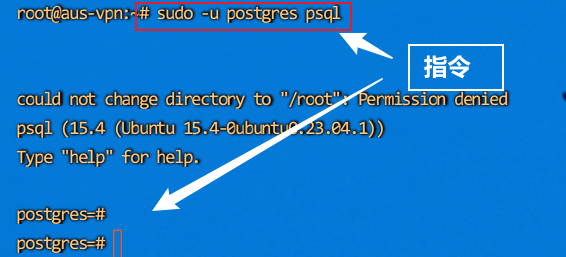 root@aus-vpn:~# sudo -u postgres psql
指令
could not change directory to "/root": Permission denied
psql (15.4 (Ubuntu 15.4-0ubuntu0.23.04.1))
Type "help" for help.
postgres=#
postgres=#